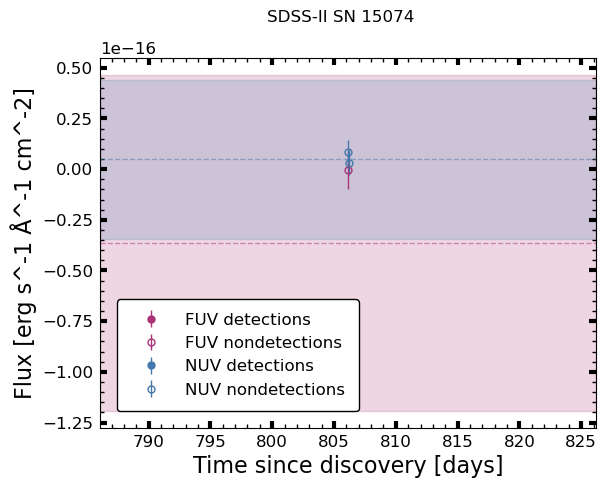 SDSS-II SN 15074
1e−16
0.50
0.25
0.00
−0.25
−0.50
−0.75
−1.00
−1.25
Flux [erg s^-1 Å^-1 cm^-2]
FUV detections
FUV nondetections
NUV detections
NUV nondetections
790 795 800 805 810 815 820 825
Time since discovery [days]